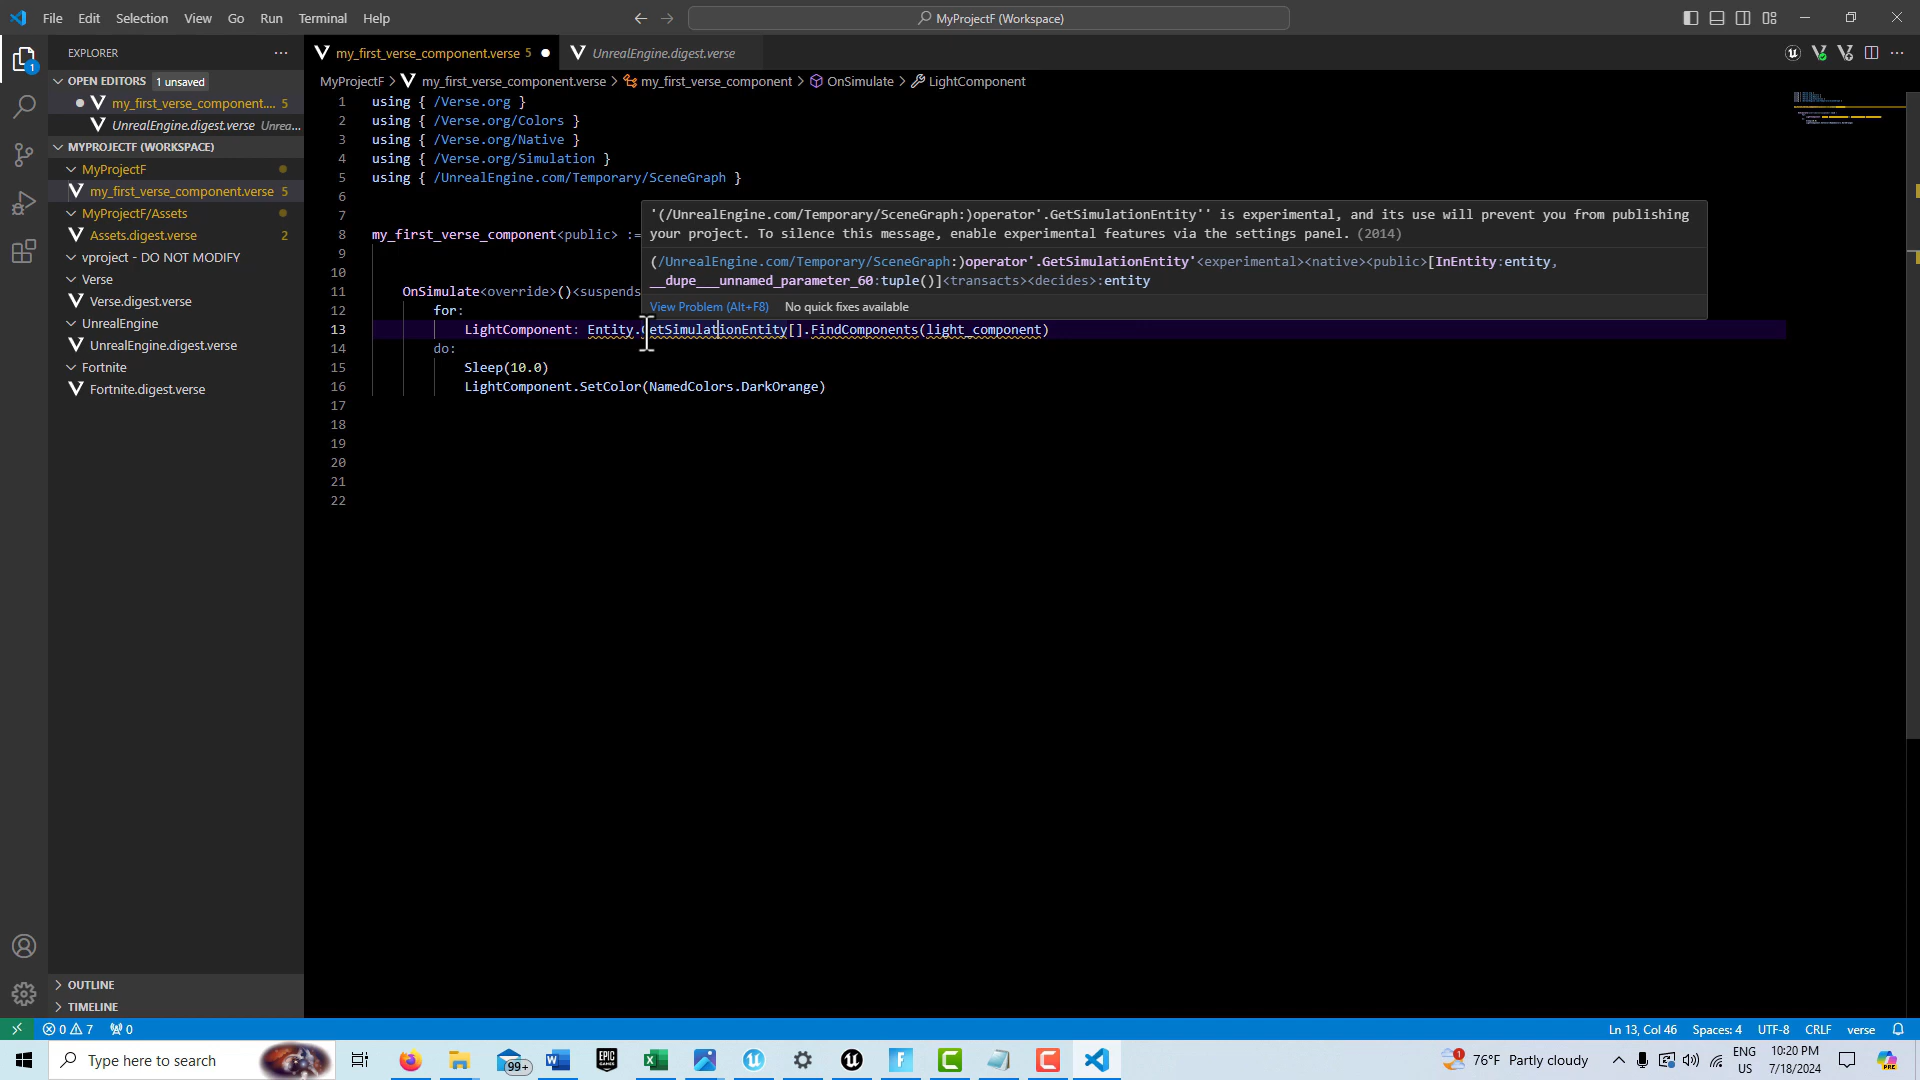 File Edit Selection View Go Run Terminal Help
MyProjectF (Workspace)
EXPLORER
OPEN EDITORS 1 unsaved
my_first_verse_component.... 5
UnrealEngine.digest.verse Unrea...
MYPROJECTF (WORKSPACE)
MyProjectF
my_first_verse_component.verse 5
MyProjectF/Assets
Assets.digest.verse 2
vproject - DO NOT MODIFY
Verse
Verse.digest.verse
UnrealEngine
UnrealEngine.digest.verse
Fortnite
Fortnite.digest.verse
OUTLINE
TIMELINE
my_first_verse_component.verse 5
UnrealEngine.digest.verse
MyProjectF > my_first_verse_component.verse > my_first_verse_component > OnSimulate > LightComponent
1 using { /Verse.org }
2 using { /Verse.org/Colors }
3 using { /Verse.org/Native }
4 using { /Verse.org/Simulation }
5 using { /UnrealEngine.com/Temporary/SceneGraph }
6
7
8 my_first_verse_component<public> :=
9
10
11 OnSimulate<override>()<suspends
12 for:
13 LightComponent: Entity.GetSimulationEntity[].FindComponents(light_component)
14 do:
15 Sleep(10.0)
16 LightComponent.SetColor(NamedColors.DarkOrange)
17
18
19
20
21
22
'(/UnrealEngine.com/Temporary/SceneGraph:)operator'.GetSimulationEntity'' is experimental, and its use will prevent you from publishing
your project. To silence this message, enable experimental features via the settings panel. (2014)
(/UnrealEngine.com/Temporary/SceneGraph:)operator'.GetSimulationEntity'<experimental><native><public>[InEntity:entity,
__dupe___unnamed_parameter_60:tuple()]<transacts><decides>:entity
View Problem (Alt+F8) No quick fixes available
0 7 0
Ln 13, Col 46 Spaces: 4 UTF-8 CRLF verse
Type here to search
99+
76°F Partly cloudy
ENG
US
10:20 PM
7/18/2024